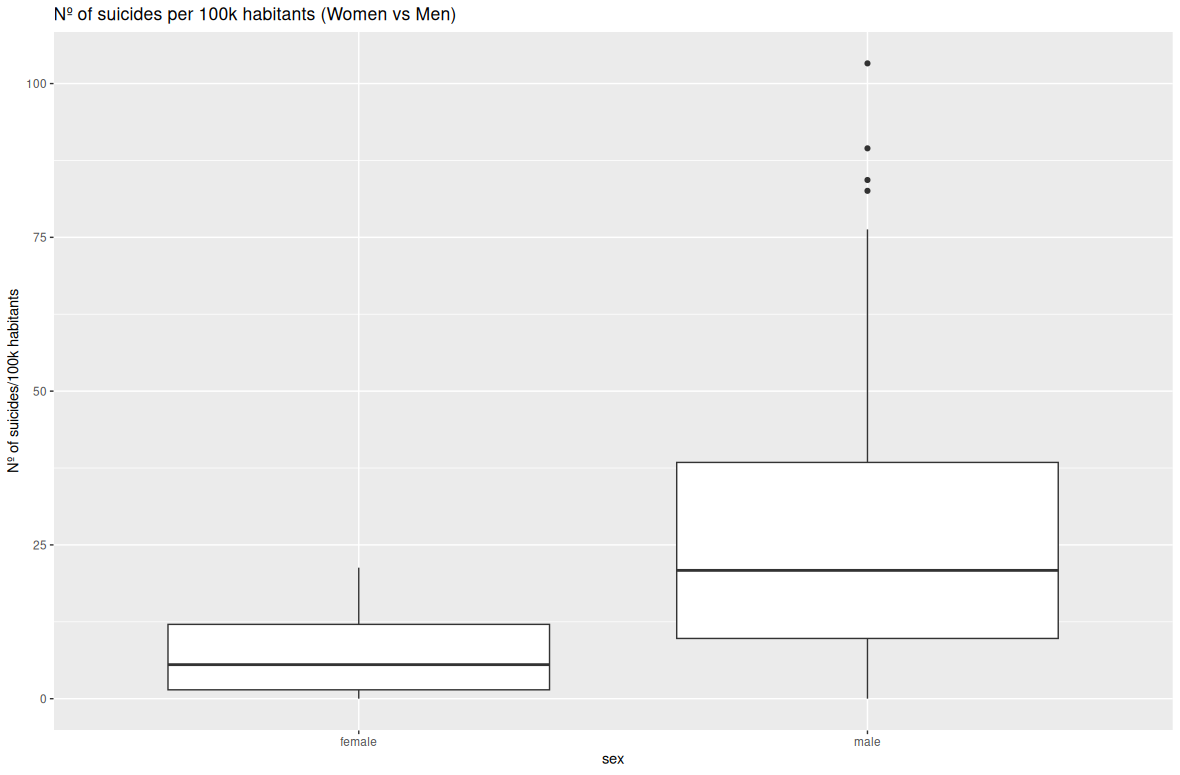 Nº of suicides per 100k habitants (Women vs Men)
Nº of suicides/100k habitants
100
75
50
25
0
female
male
sex